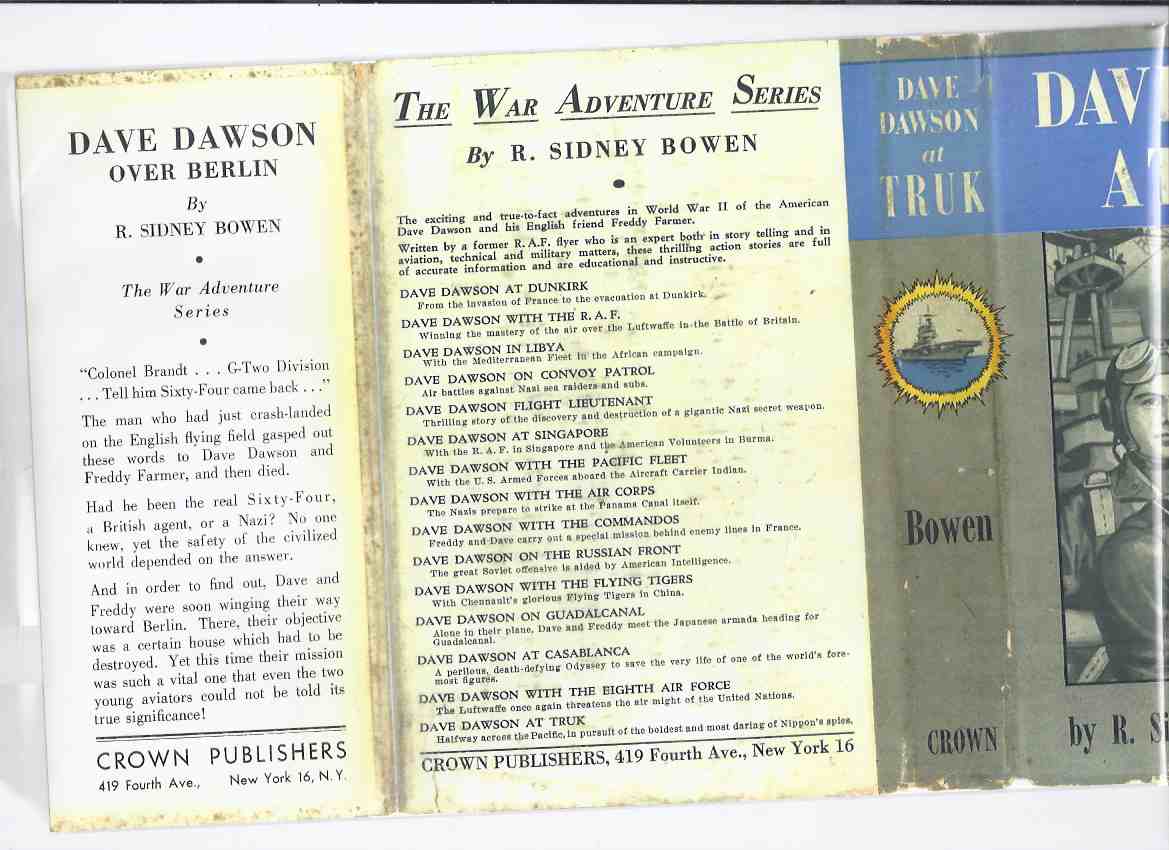 DAVE DAWSON
OVER BERLIN
By
R. SIDNEY BOWEN
•
The War Adventure
Series
•
"Colonel Brandt . . . G-Two Division
. . . Tell him Sixty-Four came back . . ."
The man who had just crash-landed
on the English flying field gasped out
these words to Dave Dawson and
Freddy Farmer, and then died.
Had he been the real Sixty-Four,
a British agent, or a Nazi? No one
knew, yet the safety of the civilized
world depended on the answer.
And in order to find out, Dave and
Freddy were soon winging their way
toward Berlin. There, their objective
was a certain house which had to be
destroyed. Yet this time their mission
was such a vital one that even the two
young aviators could not be told its
true significance!
CROWN PUBLISHERS
419 Fourth Ave., New York 16, N.Y.
THE WAR ADVENTURE SERIES
By R. SIDNEY BOWEN
•
The exciting and true-to-fact adventures in World War II of the American
Dave Dawson and his English friend Freddy Farmer.
Written by a former R.A.F. flyer who is an expert both in story telling and in
aviation, technical and military matters, these thrilling action stories are full
of accurate information and are educational and instructive.
DAVE DAWSON AT DUNKIRK
From the invasion of France to the evacuation at Dunkirk.
DAVE DAWSON WITH THE R.A.F.
Winning the mastery of the air over the Luftwaffe in the Battle of Britain.
DAVE DAWSON IN LIBYA
With the Mediterranean Fleet in the African campaign.
DAVE DAWSON ON CONVOY PATROL
Air battles against Nazi sea raiders and subs.
DAVE DAWSON FLIGHT LIEUTENANT
Thrilling story of the discovery and destruction of a gigantic Nazi secret weapon.
DAVE DAWSON AT SINGAPORE
With the R. A. F. in Singapore and the American Volunteers in Burma.
DAVE DAWSON WITH THE PACIFIC FLEET
With the U. S. Armed Forces aboard the Aircraft Carrier Indian.
DAVE DAWSON WITH THE AIR CORPS
The Nazis prepare to strike at the Panama Canal itself.
DAVE DAWSON WITH THE COMMANDOS
Freddy and Dave carry out a special mission behind enemy lines in France.
DAVE DAWSON ON THE RUSSIAN FRONT
The great Soviet offensive is aided by American Intelligence.
DAVE DAWSON WITH THE FLYING TIGERS
With Chennault's glorious Flying Tigers in China.
DAVE DAWSON ON GUADALCANAL
Alone in their plane, Dave and Freddy meet the Japanese armada heading for
Guadalcanal.
DAVE DAWSON AT CASABLANCA
A perilous, death-defying Odyssey to save the very life of one of the world's fore-
most figures.
DAVE DAWSON WITH THE EIGHTH AIR FORCE
The Luftwaffe once again threatens the air might of the United Nations.
DAVE DAWSON AT TRUK
Halfway across the Pacific, in pursuit of the boldest and most daring of Nippon's spies.
CROWN PUBLISHERS, 419 Fourth Ave., New York 16
DAVE
DAWSON
at
TRUK
Bowen
CROWN
DAV
AT
by R. S